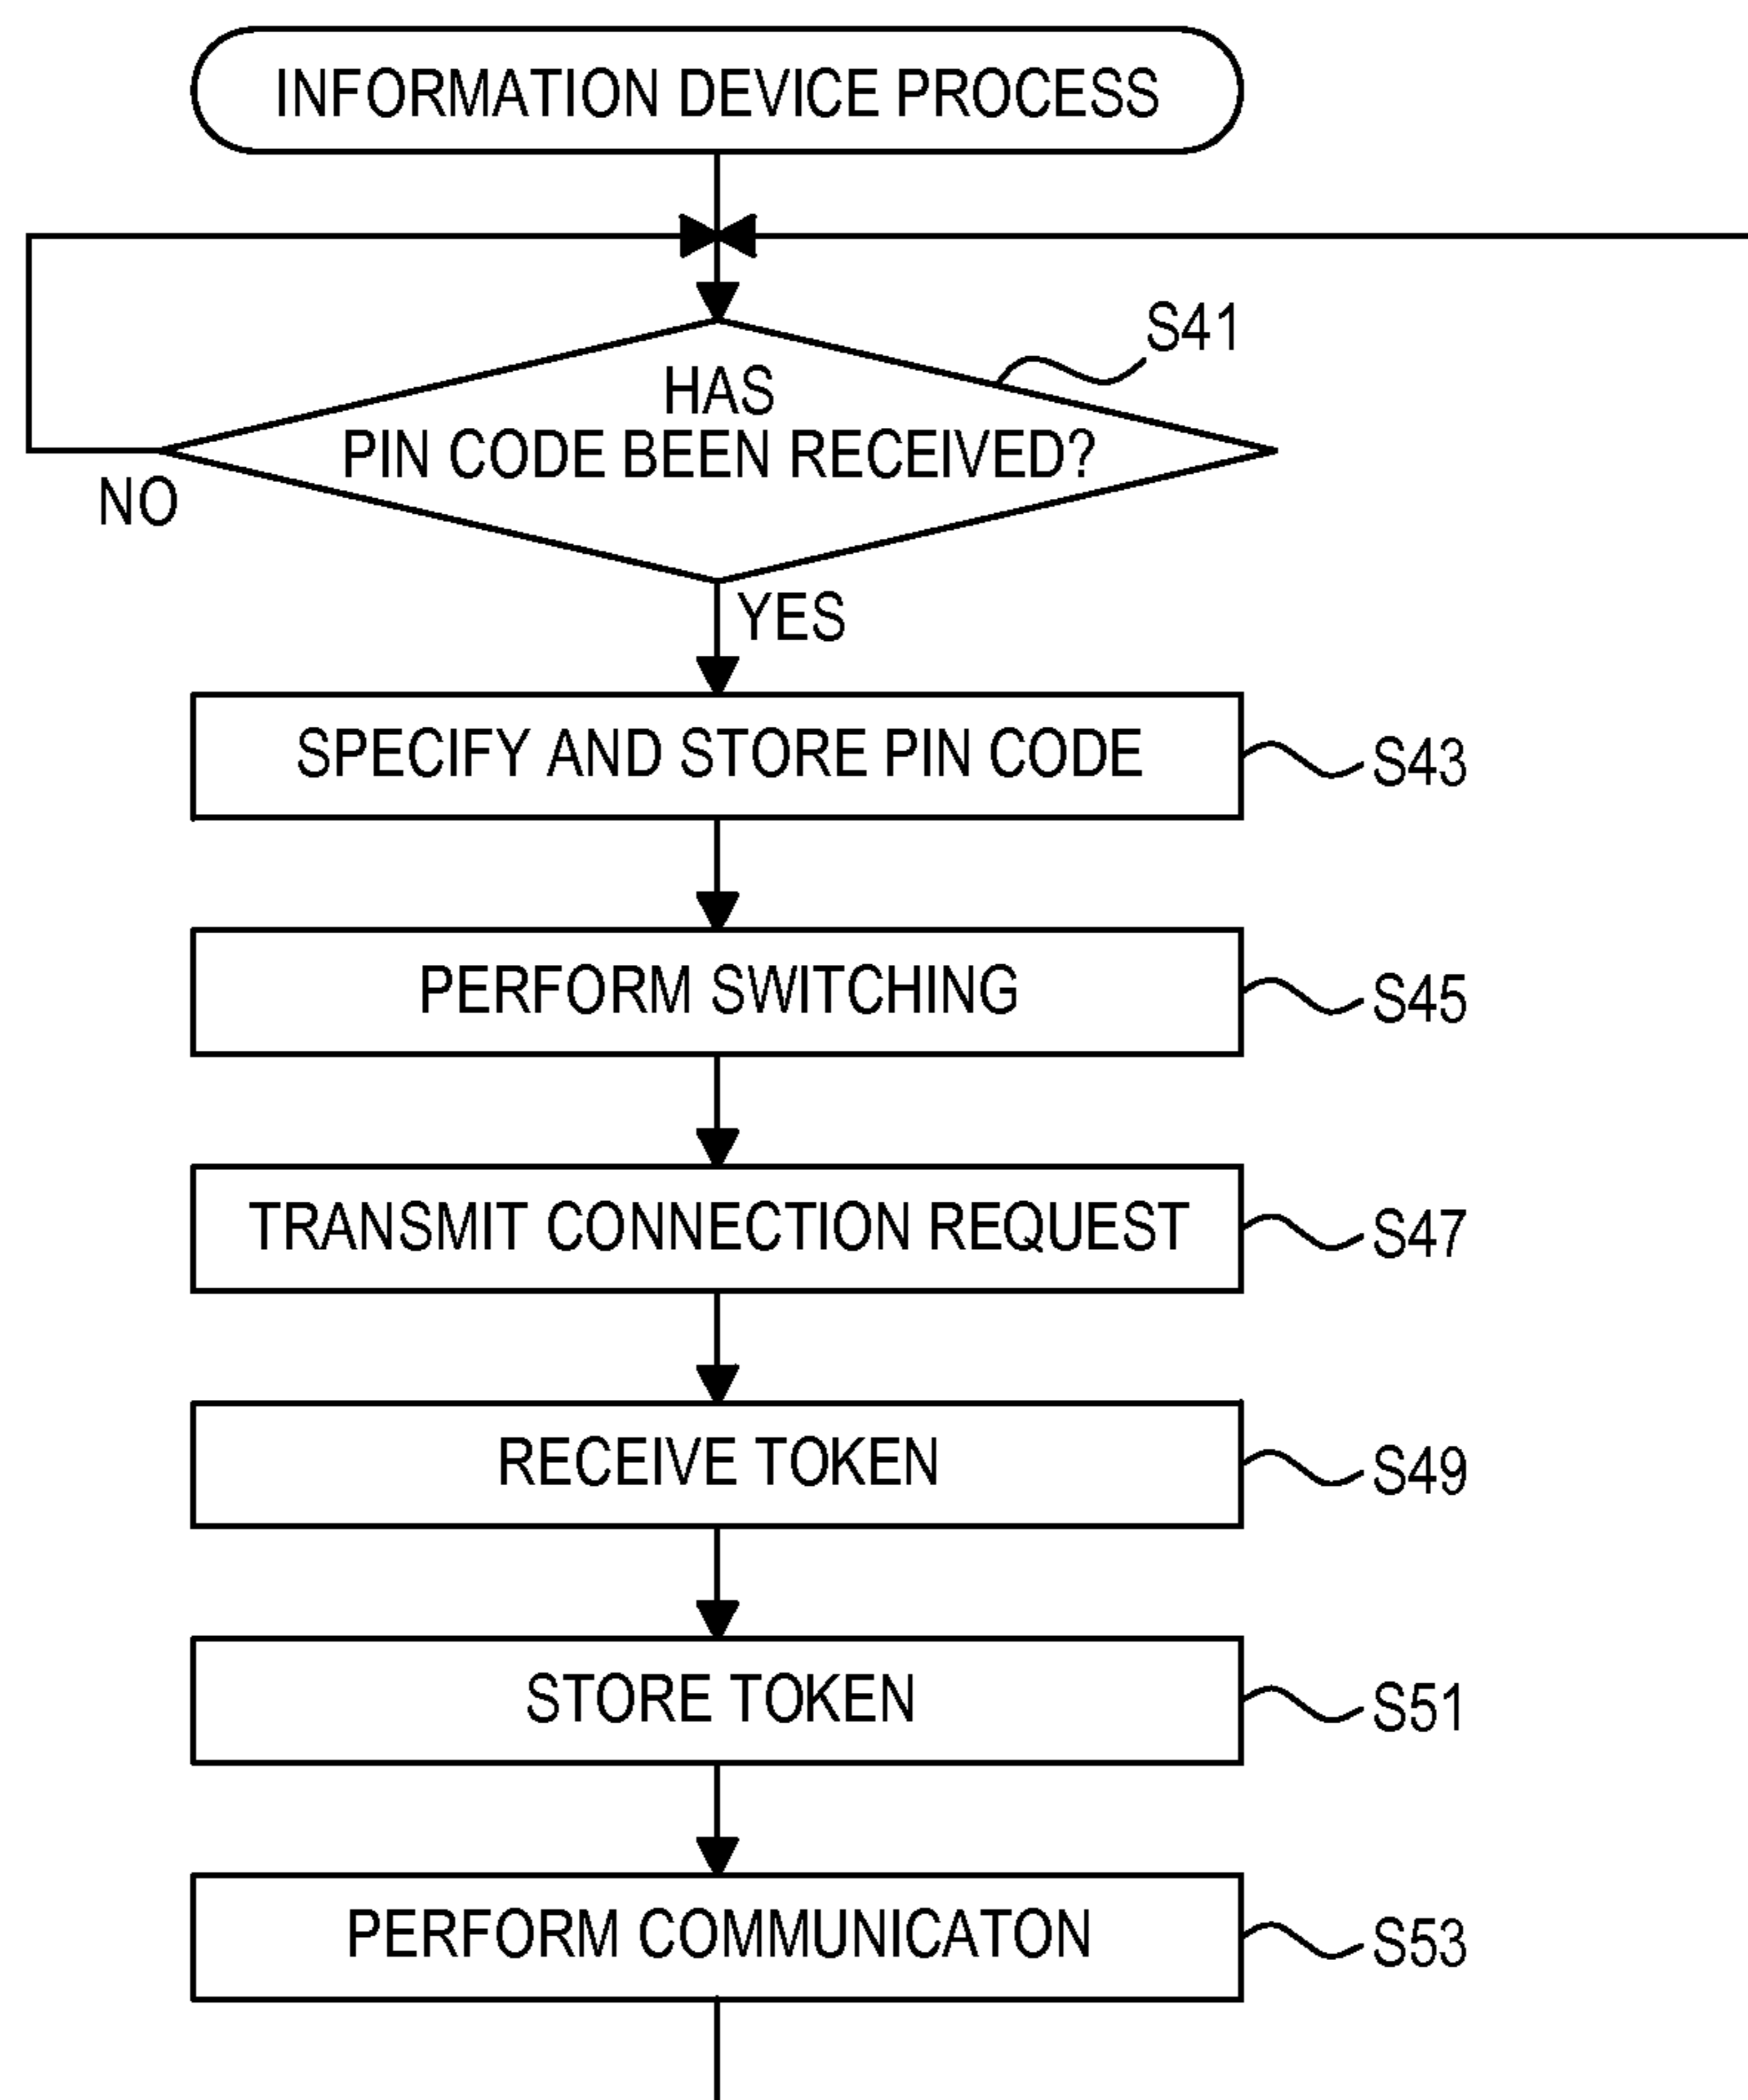 INFORMATION DEVICE PROCESS
S41
HAS
PIN CODE BEEN RECEIVED?
NO
YES
SPECIFY AND STORE PIN CODE
S43
PERFORM SWITCHING
S45
TRANSMIT CONNECTION REQUEST
S47
RECEIVE TOKEN
S49
STORE TOKEN
S51
PERFORM COMMUNICATON
S53